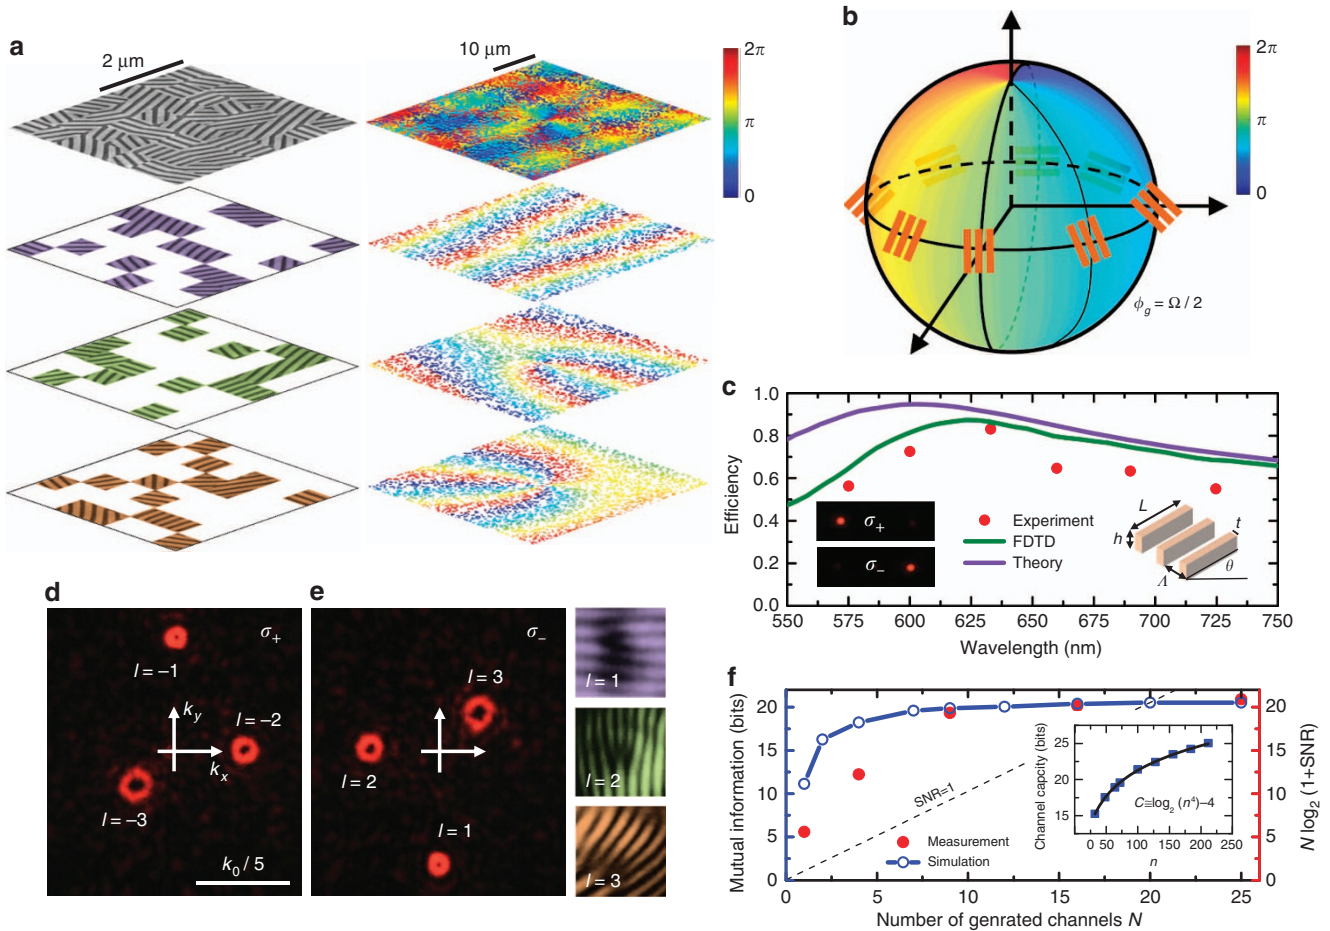 a
2 μm
10 μm
2π
π
0
b
2π
π
0
ϕg = Ω / 2
c
1.0
0.8
0.6
0.4
0.2
0.0
Efficiency
550
575
600
625
650
675
700
725
750
Wavelength (nm)
σ+
σ−
Experiment
FDTD
Theory
L
h
t
Λ
θ
d
σ+
l = −1
ky
l = −2
kx
l = −3
k0 / 5
e
σ−
l = 3
l = 2
l = 1
l = 1
l = 2
l = 3
f
Mutual information (bits)
20
15
10
5
0
0
5
10
15
20
25
Number of genrated channels N
SNR=1
Measurement
Simulation
20
15
10
5
0
N log2 (1+SNR)
Channel capcity (bits)
25
20
15
0
50
100
150
200
250
n
C≅log2 (n4)−4